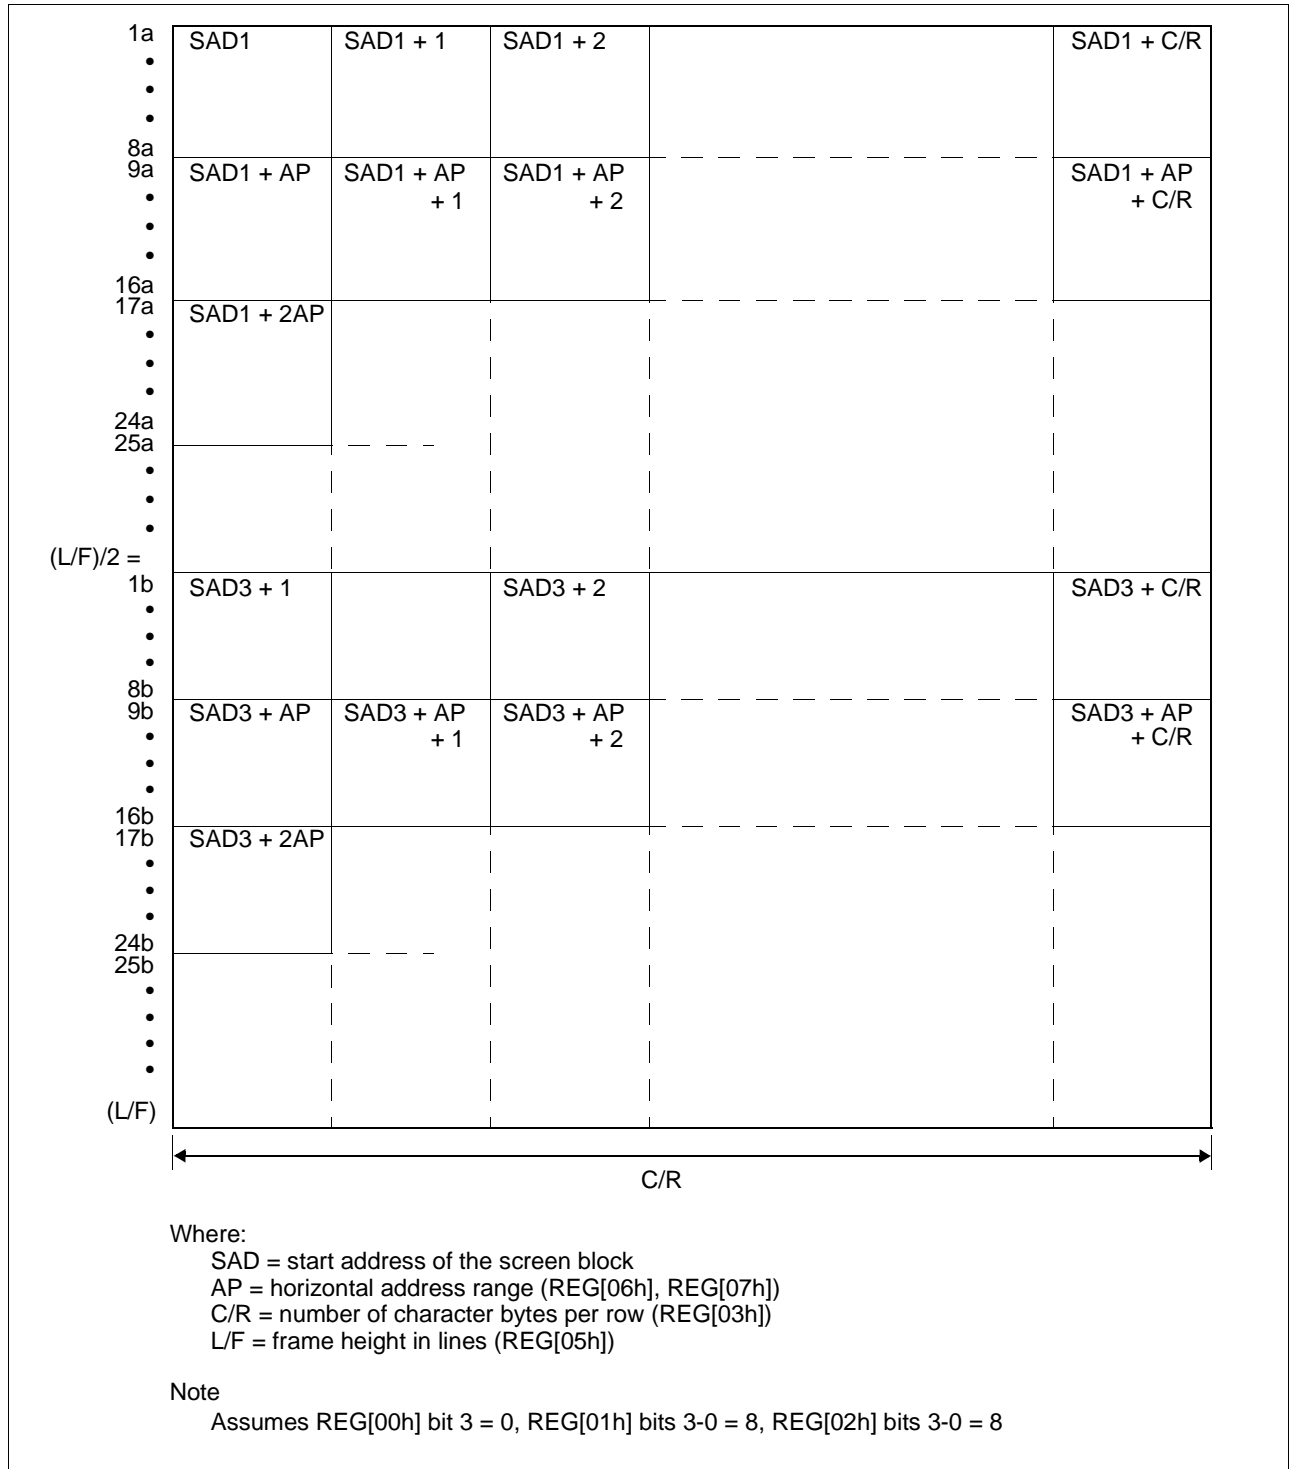 1a SAD1 SAD1 + 1 SAD1 + 2 SAD1 + C/R
•
•
•
8a
9a SAD1 + AP SAD1 + AP + 1 SAD1 + AP + 2 SAD1 + AP + C/R
•
•
•
16a
17a SAD1 + 2AP
•
•
•
24a
25a
•
•
•
(L/F)/2 =
1b SAD3 + 1 SAD3 + 2 SAD3 + C/R
•
•
•
8b
9b SAD3 + AP SAD3 + AP + 1 SAD3 + AP + 2 SAD3 + AP + C/R
•
•
•
16b
17b SAD3 + 2AP
•
•
•
24b
25b
•
•
•
•
(L/F)
C/R
Where:
SAD = start address of the screen block
AP = horizontal address range (REG[06h], REG[07h])
C/R = number of character bytes per row (REG[03h])
L/F = frame height in lines (REG[05h])
Note
Assumes REG[00h] bit 3 = 0, REG[01h] bits 3-0 = 8, REG[02h] bits 3-0 = 8